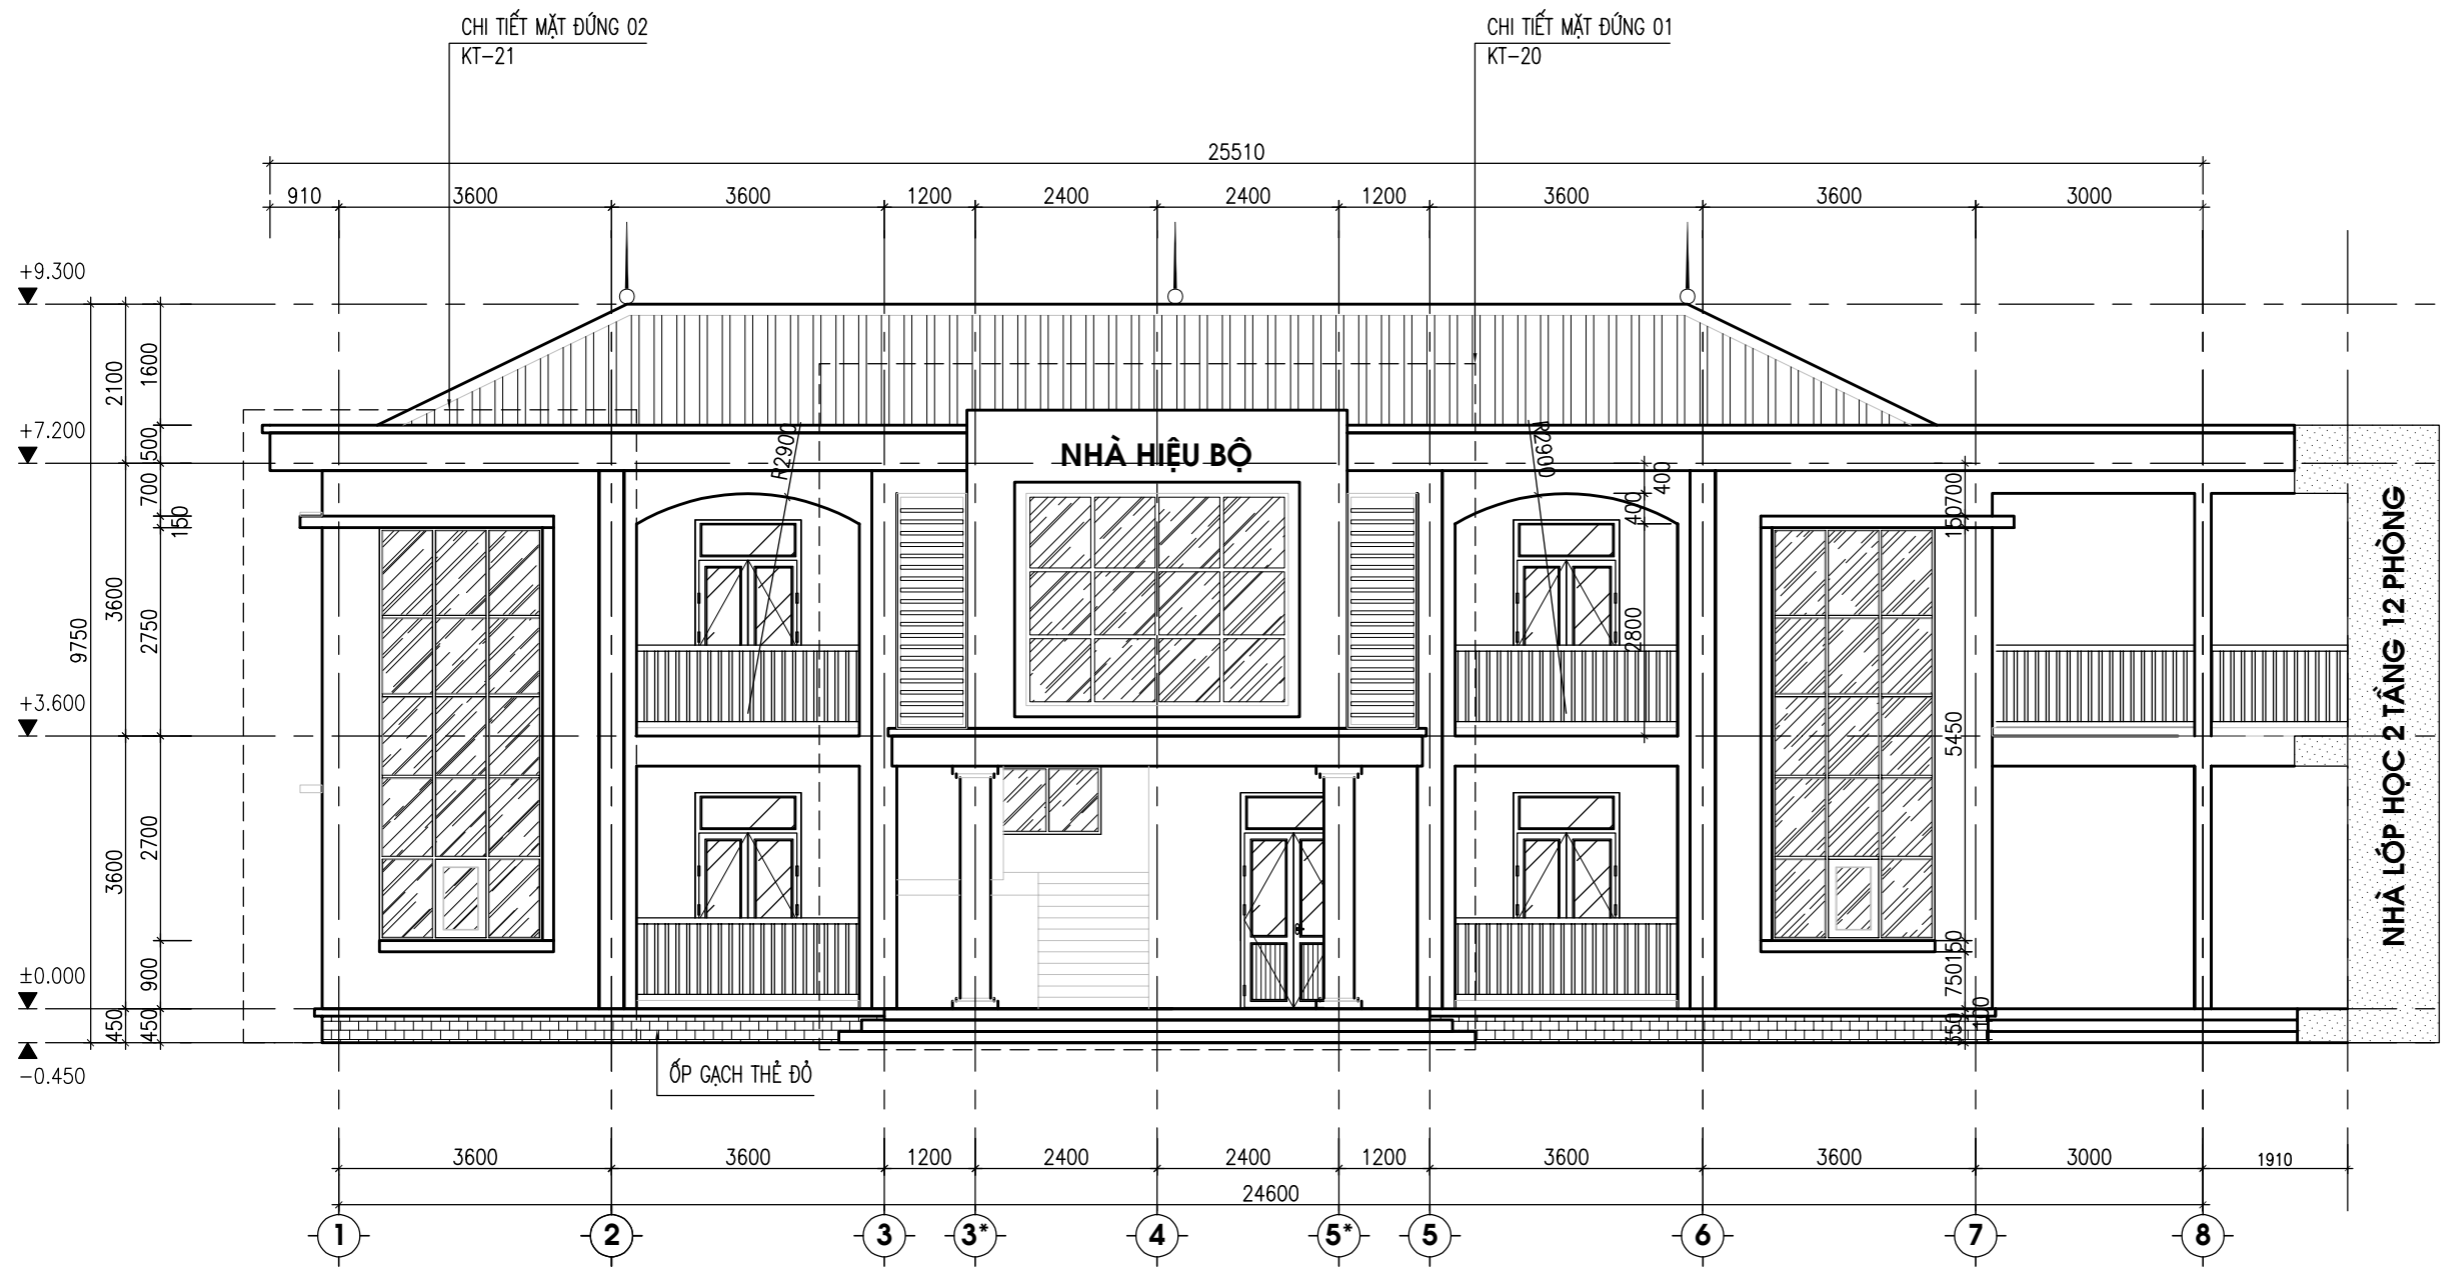 CHI TIẾT MẶT ĐỨNG 02
KT-21
CHI TIẾT MẶT ĐỨNG 01
KT-20
25510
910 3600 3600 1200 2400 2400 1200 3600 3600 3000
+9.300
+7.200
+3.600
±0.000
-0.450
9750
2100
3600
3600
450
1600
500
700
150
2750
2700
900
450
R2900
R2900
NHÀ HIỆU BỘ
400
400
2800
700
150
5450
150
750
100
350
NHÀ LỚP HỌC 2 TẦNG 12 PHÒNG
ỐP GẠCH THẺ ĐỎ
3600 3600 1200 2400 2400 1200 3600 3600 3000 1910
24600
1 2 3 3* 4 5* 5 6 7 8